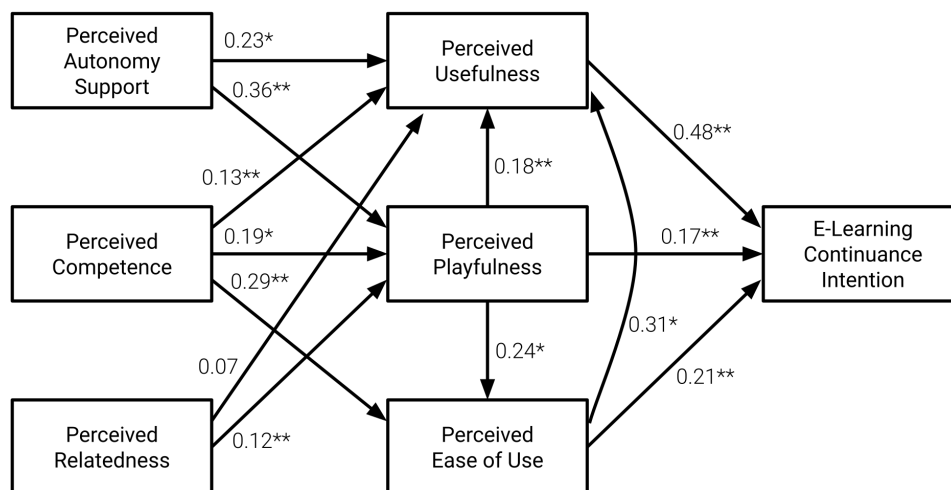 Perceived
Autonomy
Support
0.23*
0.36**
Perceived
Usefulness
0.48**
0.13**
0.18**
Perceived
Competence
0.19*
0.29**
Perceived
Playfulness
0.17**
E-Learning
Continuance
Intention
0.07
0.24*
0.31*
0.21**
Perceived
Relatedness
0.12**
Perceived
Ease of Use